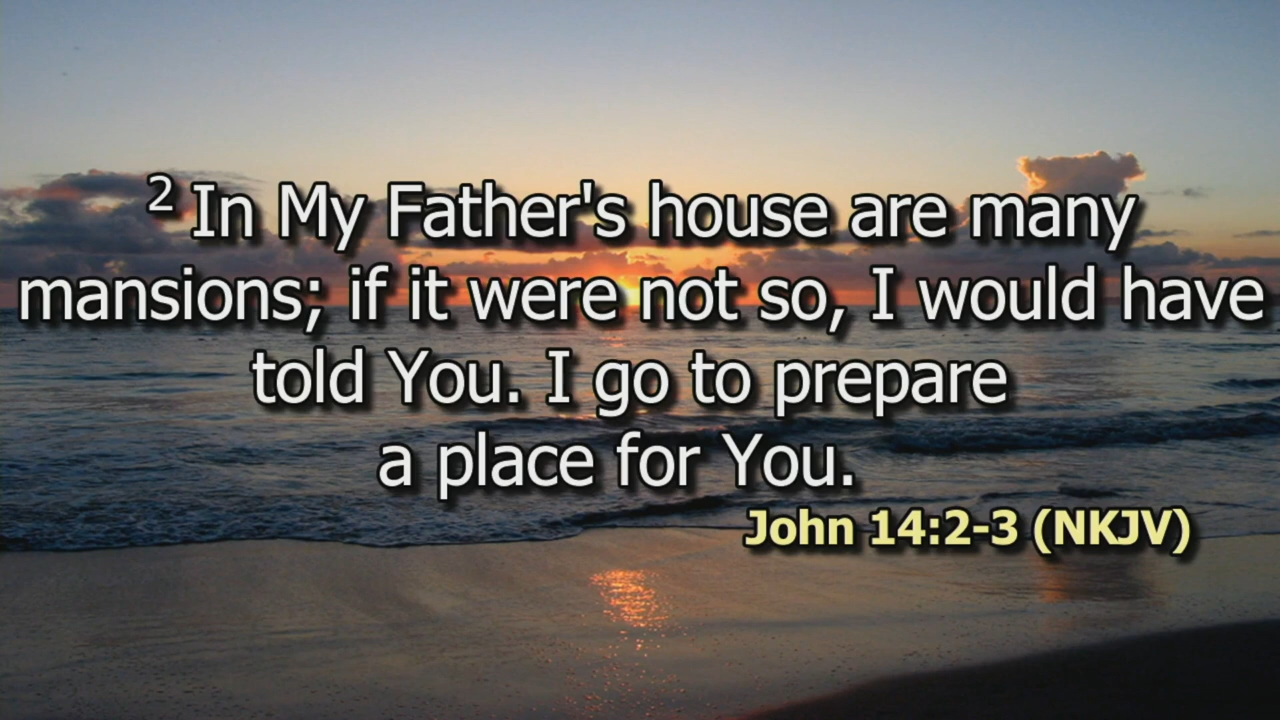 2 In My Father's house are many
mansions; if it were not so, I would have
told You. I go to prepare
a place for You.
John 14:2-3 (NKJV)